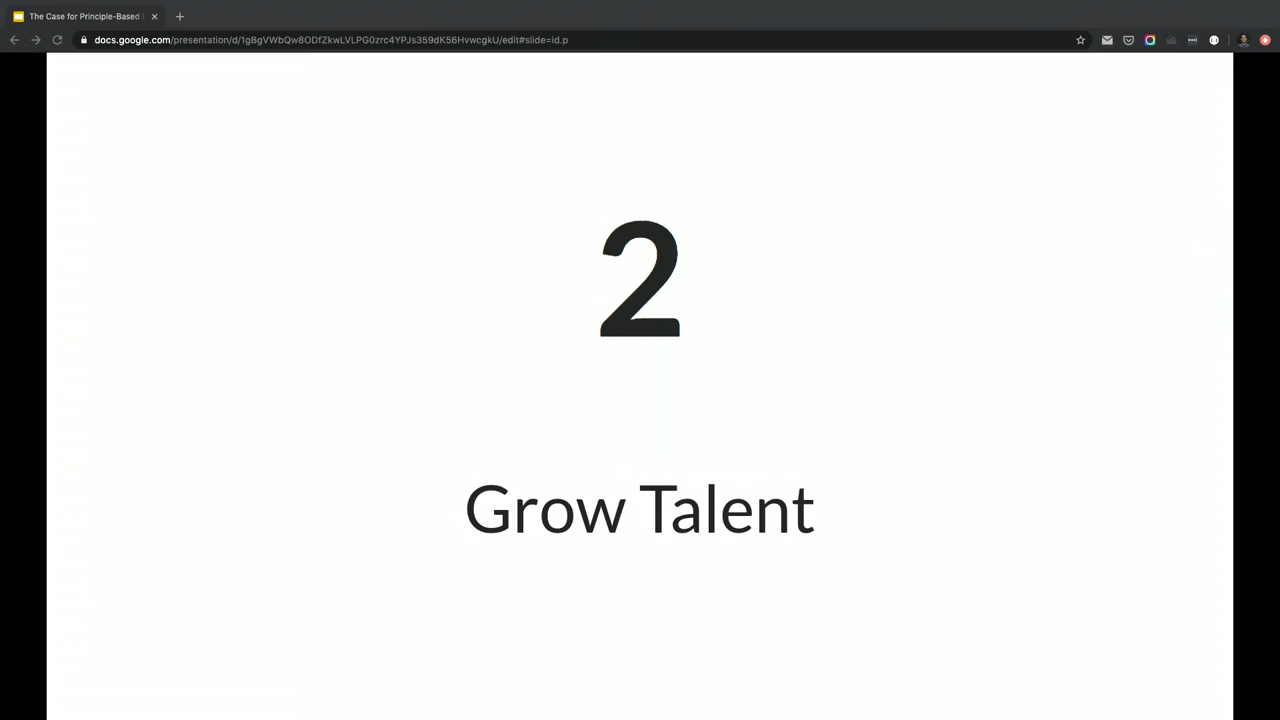 The Case for Principle-Based
docs.google.com/presentation/d/1gBgVWbQw8ODfZkwLVLPG0zrc4YPJs359dK56HvwcgkU/edit#slide=id.p
2
Grow Talent